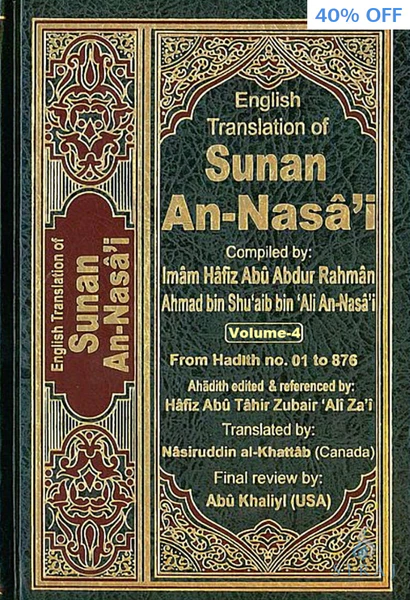 40% OFF
English
Translation of
Sunan
An-Nasâ'i
Compiled by:
Imâm Hâfiz Abû Abdur Rahmân
Ahmad bin Shu'aib bin 'Ali An-Nasâ'i
Volume-4
From Hadith no. 01 to 876
Ahâdith edited & referenced by:
Hâfiz Abû Tâhir Zubair 'Alî Za'î
Translated by:
Nâsiruddin al-Khattâb (Canada)
Final review by:
Abû Khaliyl (USA)
English Translation of
Sunan
An-Nasâ'i